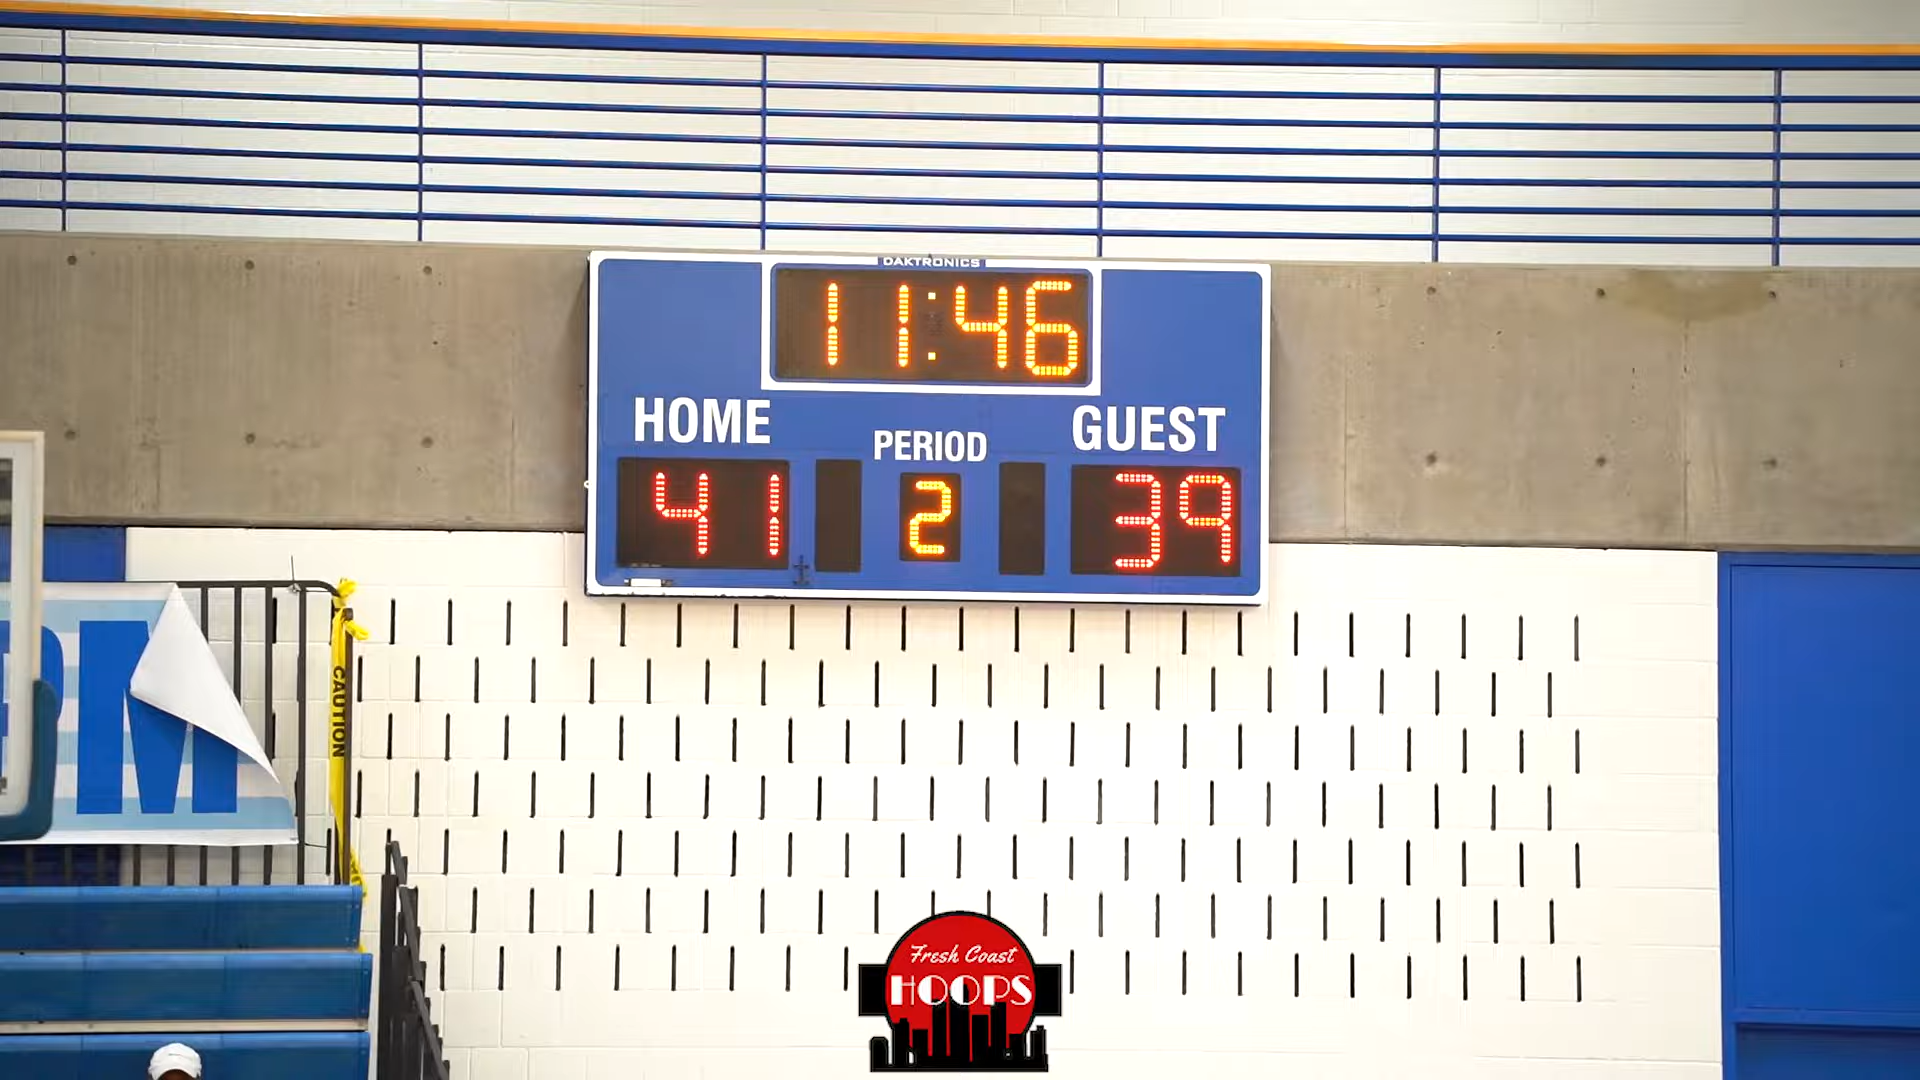 DAKTRONICS
11:46
HOME
GUEST
PERIOD
41
2
39
CAUTION
Fresh Coast
HOOPS